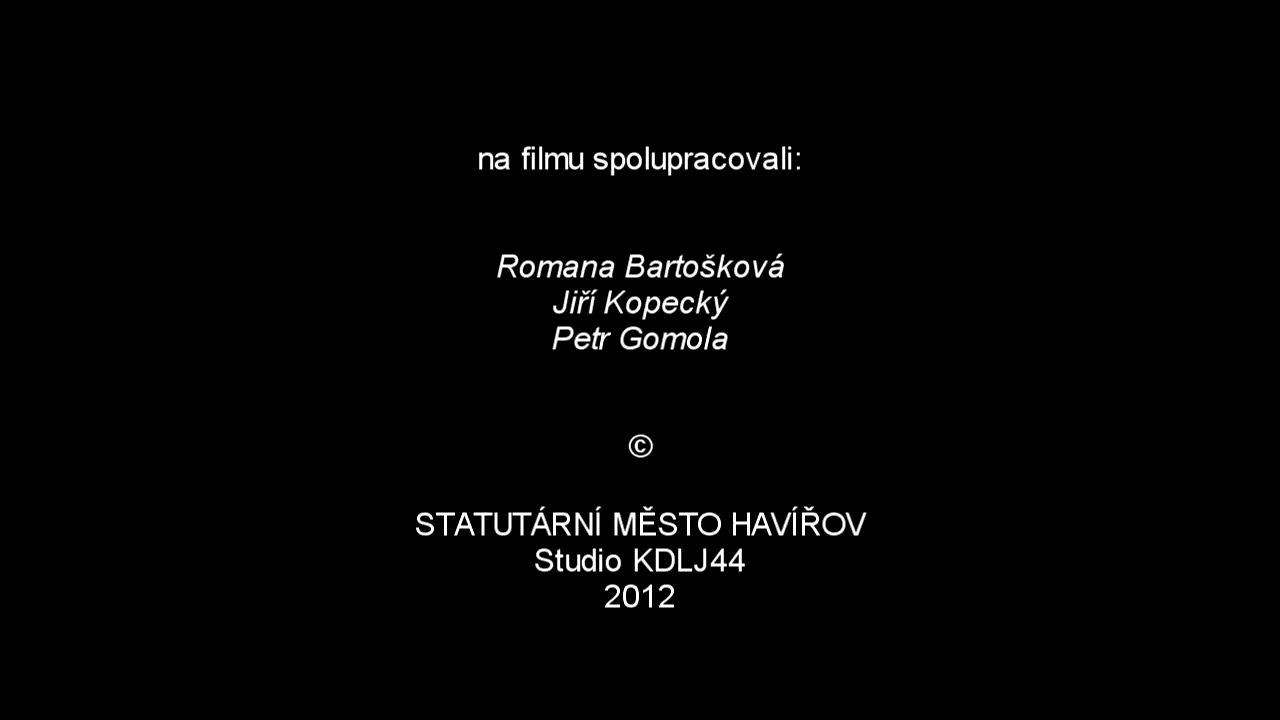 na filmu spolupracovali:
Romana Bartošková
Jiří Kopecký
Petr Gomola
©
STATUTÁRNÍ MĚSTO HAVÍŘOV
Studio KDLJ44
2012